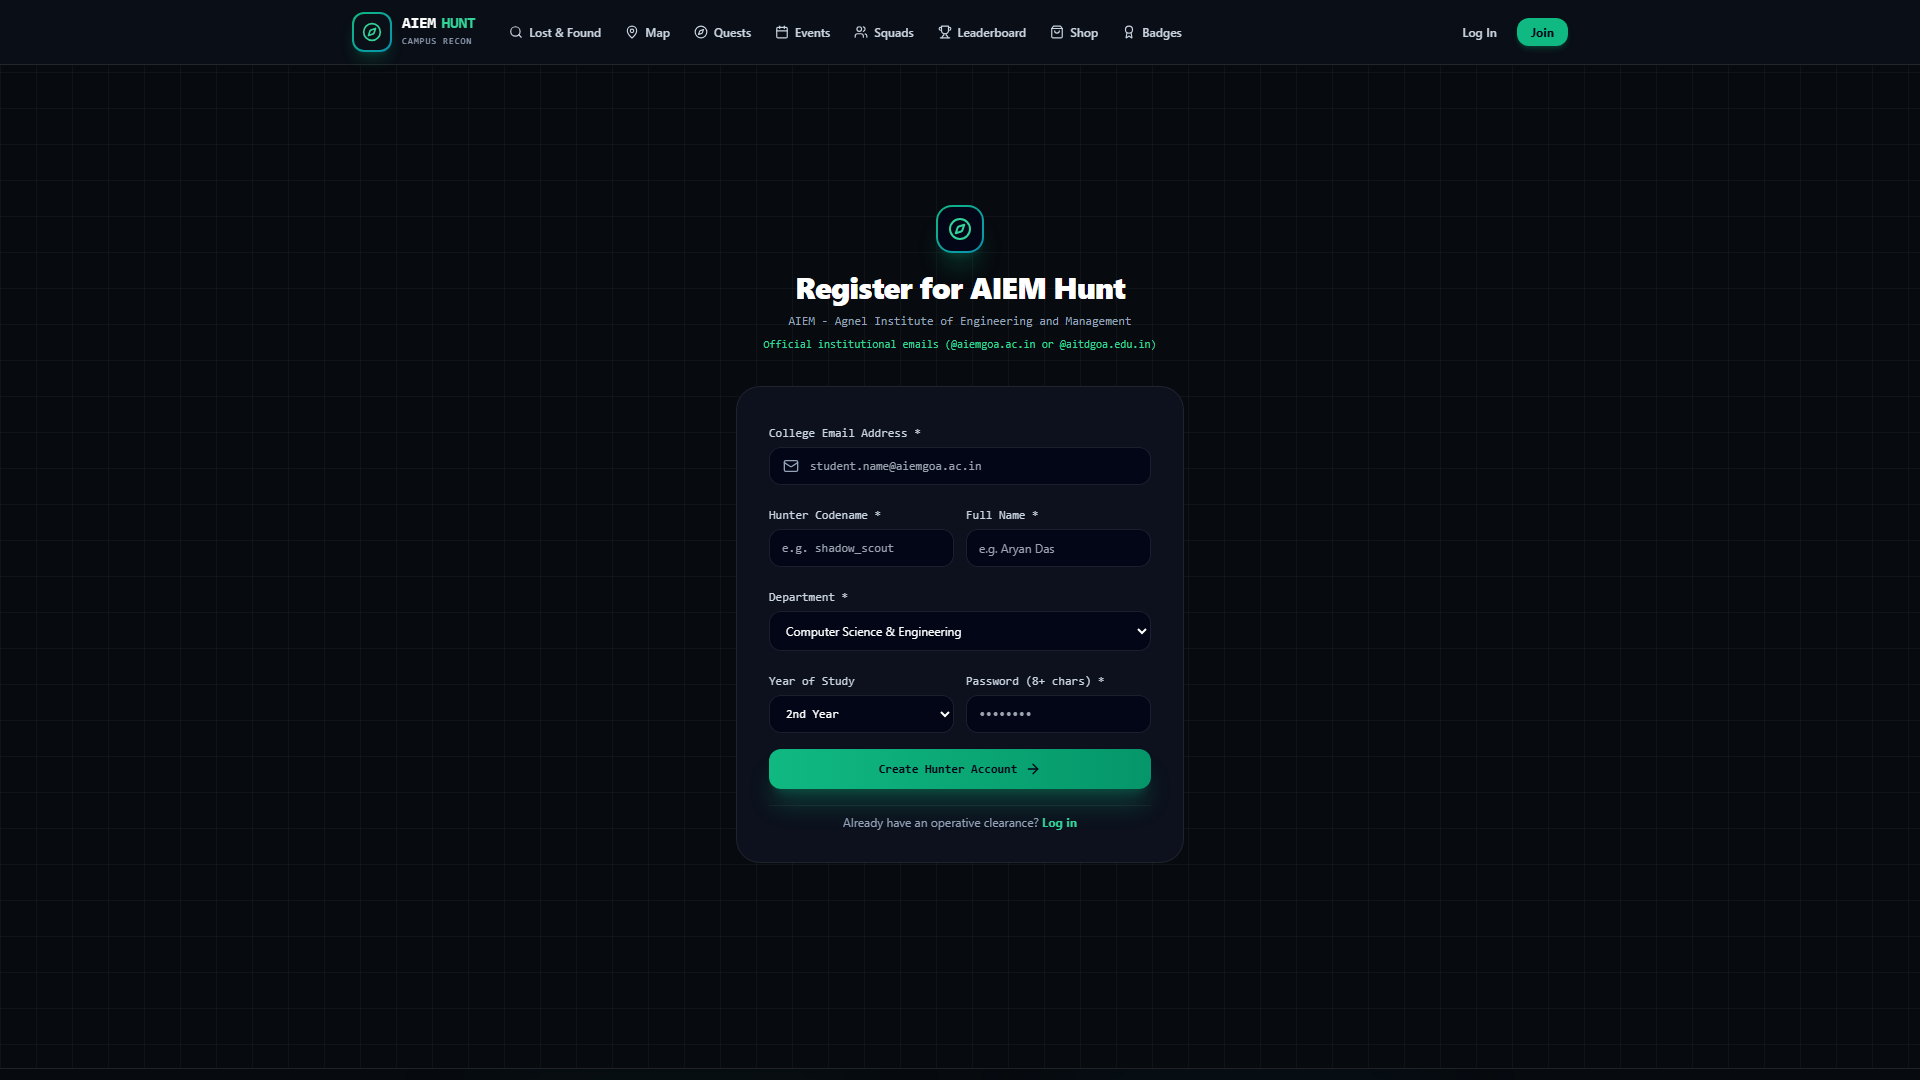 AIEM HUNT
CAMPUS RECON
Lost & Found
Map
Quests
Events
Squads
Leaderboard
Shop
Badges
Log In
Join
Register for AIEM Hunt
AIEM - Agnel Institute of Engineering and Management
Official institutional emails (@aiemgoa.ac.in or @aitdgoa.edu.in)
College Email Address *
student.name@aiemgoa.ac.in
Hunter Codename *
Full Name *
e.g. shadow_scout
e.g. Aryan Das
Department *
Computer Science & Engineering
Year of Study
Password (8+ chars) *
2nd Year
••••••••
Create Hunter Account →
Already have an operative clearance? Log in